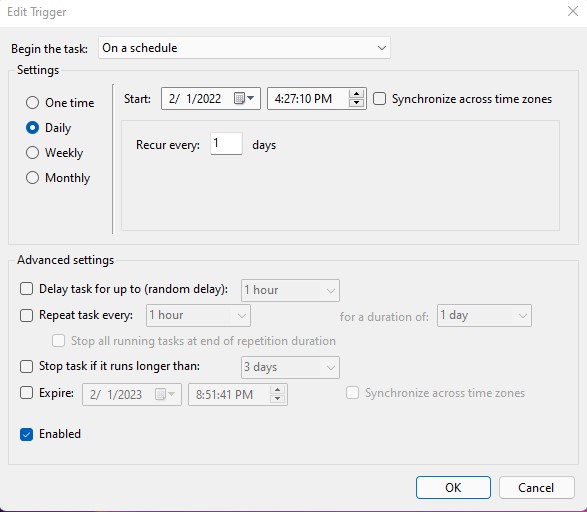 Edit Trigger
Begin the task: On a schedule
Settings
One time
Start: 2/ 1/2022 4:27:10 PM Synchronize across time zones
Daily
Recur every: 1 days
Weekly
Monthly
Advanced settings
Delay task for up to (random delay): 1 hour
Repeat task every: 1 hour for a duration of: 1 day
Stop all running tasks at end of repetition duration
Stop task if it runs longer than: 3 days
Expire: 2/ 1/2023 8:51:41 PM Synchronize across time zones
Enabled
OK Cancel